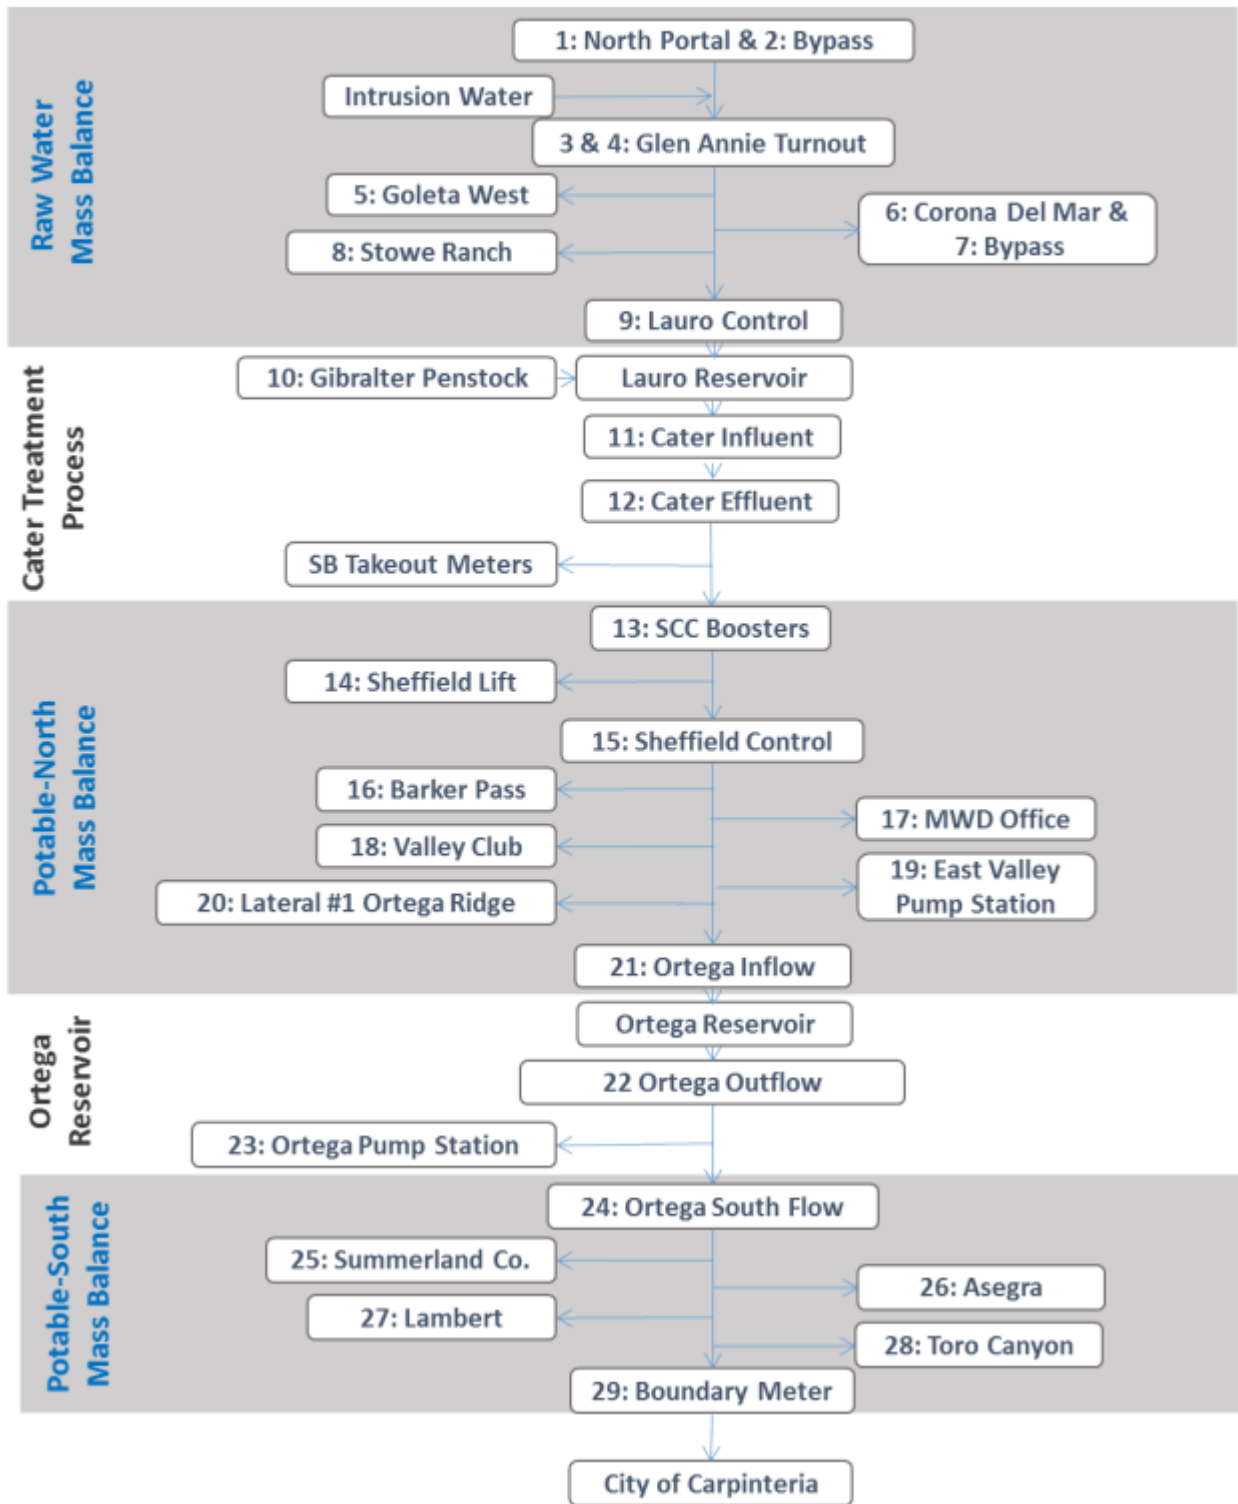 Raw Water
Mass Balance
1: North Portal & 2: Bypass
Intrusion Water
3 & 4: Glen Annie Turnout
5: Goleta West
6: Corona Del Mar &
7: Bypass
8: Stowe Ranch
9: Lauro Control
Cater Treatment
Process
10: Gibralter Penstock
Lauro Reservoir
11: Cater Influent
12: Cater Effluent
SB Takeout Meters
Potable-North
Mass Balance
13: SCC Boosters
14: Sheffield Lift
15: Sheffield Control
16: Barker Pass
17: MWD Office
18: Valley Club
19: East Valley
Pump Station
20: Lateral #1 Ortega Ridge
21: Ortega Inflow
Ortega
Reservoir
Ortega Reservoir
22 Ortega Outflow
23: Ortega Pump Station
Potable-South
Mass Balance
24: Ortega South Flow
25: Summerland Co.
26: Asegra
27: Lambert
28: Toro Canyon
29: Boundary Meter
City of Carpinteria